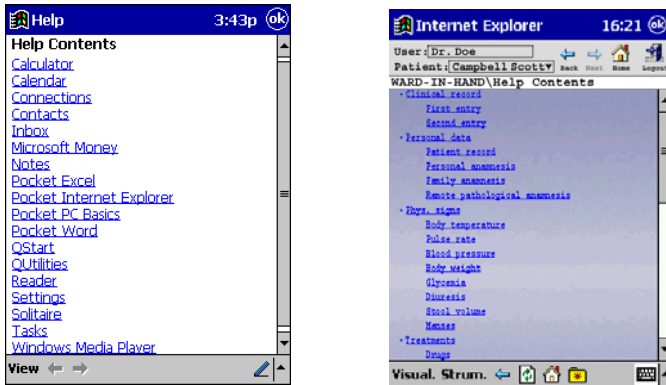 Help 3:43p ok
Help Contents
Calculator
Calendar
Connections
Contacts
Inbox
Microsoft Money
Notes
Pocket Excel
Pocket Internet Explorer
Pocket PC Basics
Pocket Word
QStart
QUtilities
Reader
Settings
Solitaire
Tasks
Windows Media Player
View
Internet Explorer 16:21 ok
User: Dr. Doe
Patient: Campbell Scott
Back Next Home Logout
WARD-IN-HAND\Help Contents
· Clinical record
First entry
Second entry
· Personal data
Patient record
Personal anamnesis
Family anamnesis
Remote pathological anamnesis
· Phys. signs
Body temperature
Pulse rate
Blood pressure
Body weight
Glycemia
Diuresis
Stool volume
Menses
· Treatments
Drugs
Visual. Strum.